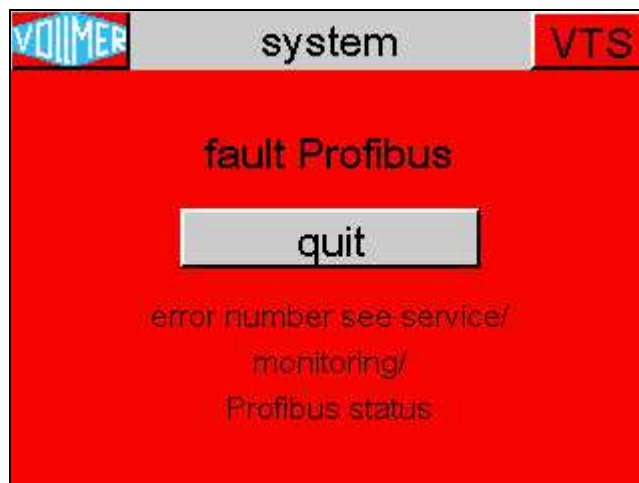 VOLLMER system VTS
fault Profibus
quit
error number see service/
monitoring/
Profibus status